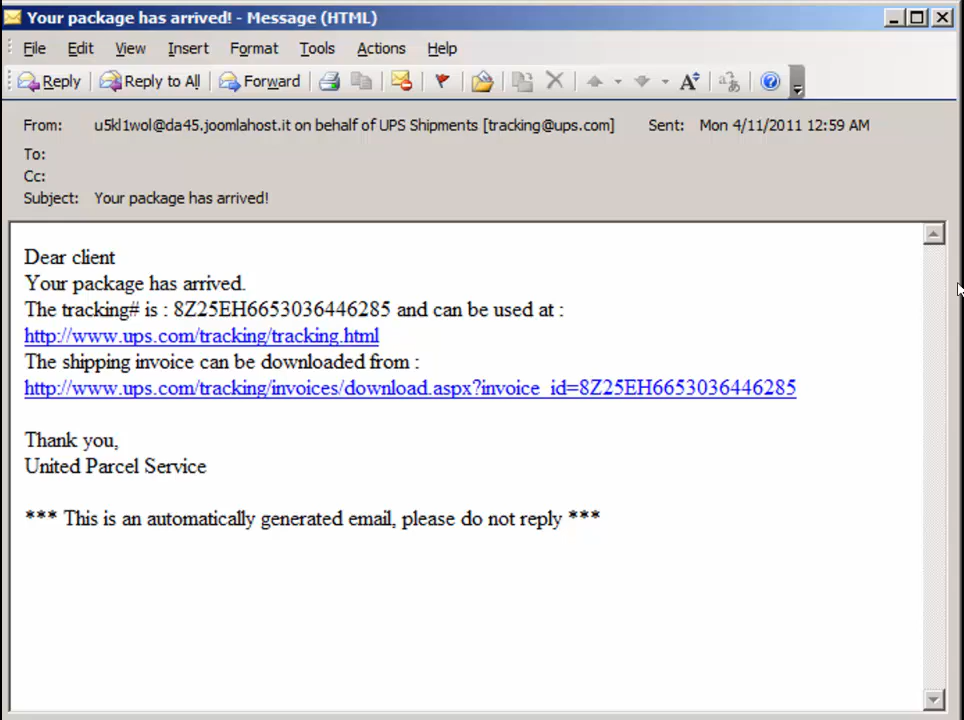 Your package has arrived! - Message (HTML)
File Edit View Insert Format Tools Actions Help
Reply Reply to All Forward
From: u5kl1wol@da45.joomlahost.it on behalf of UPS Shipments [tracking@ups.com] Sent: Mon 4/11/2011 12:59 AM
To:
Cc:
Subject: Your package has arrived!
Dear client
Your package has arrived.
The tracking# is : 8Z25EH6653036446285 and can be used at :
http://www.ups.com/tracking/tracking.html
The shipping invoice can be downloaded from :
http://www.ups.com/tracking/invoices/download.aspx?invoice_id=8Z25EH6653036446285
Thank you,
United Parcel Service
*** This is an automatically generated email, please do not reply ***